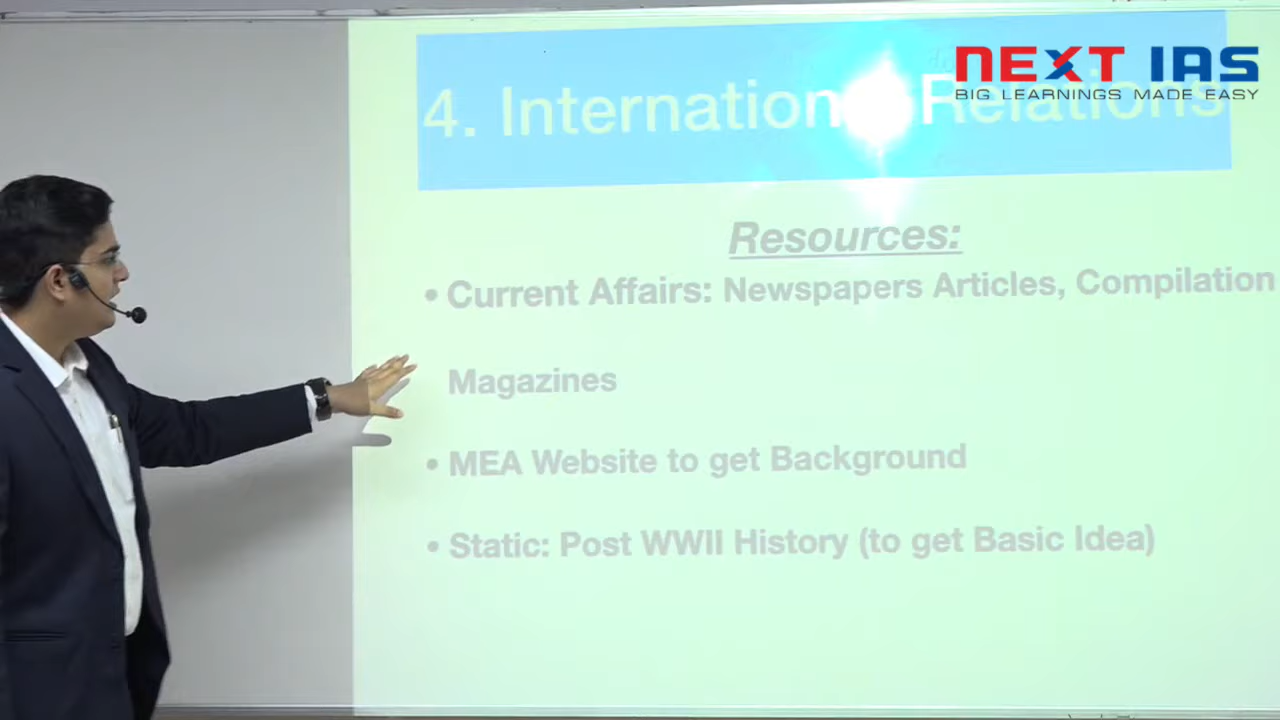 NEXT IAS
BIG LEARNINGS MADE EASY
4. International Relations
Resources:
• Current Affairs: Newspapers Articles, Compilation
Magazines
• MEA Website to get Background
• Static: Post WWII History (to get Basic Idea)